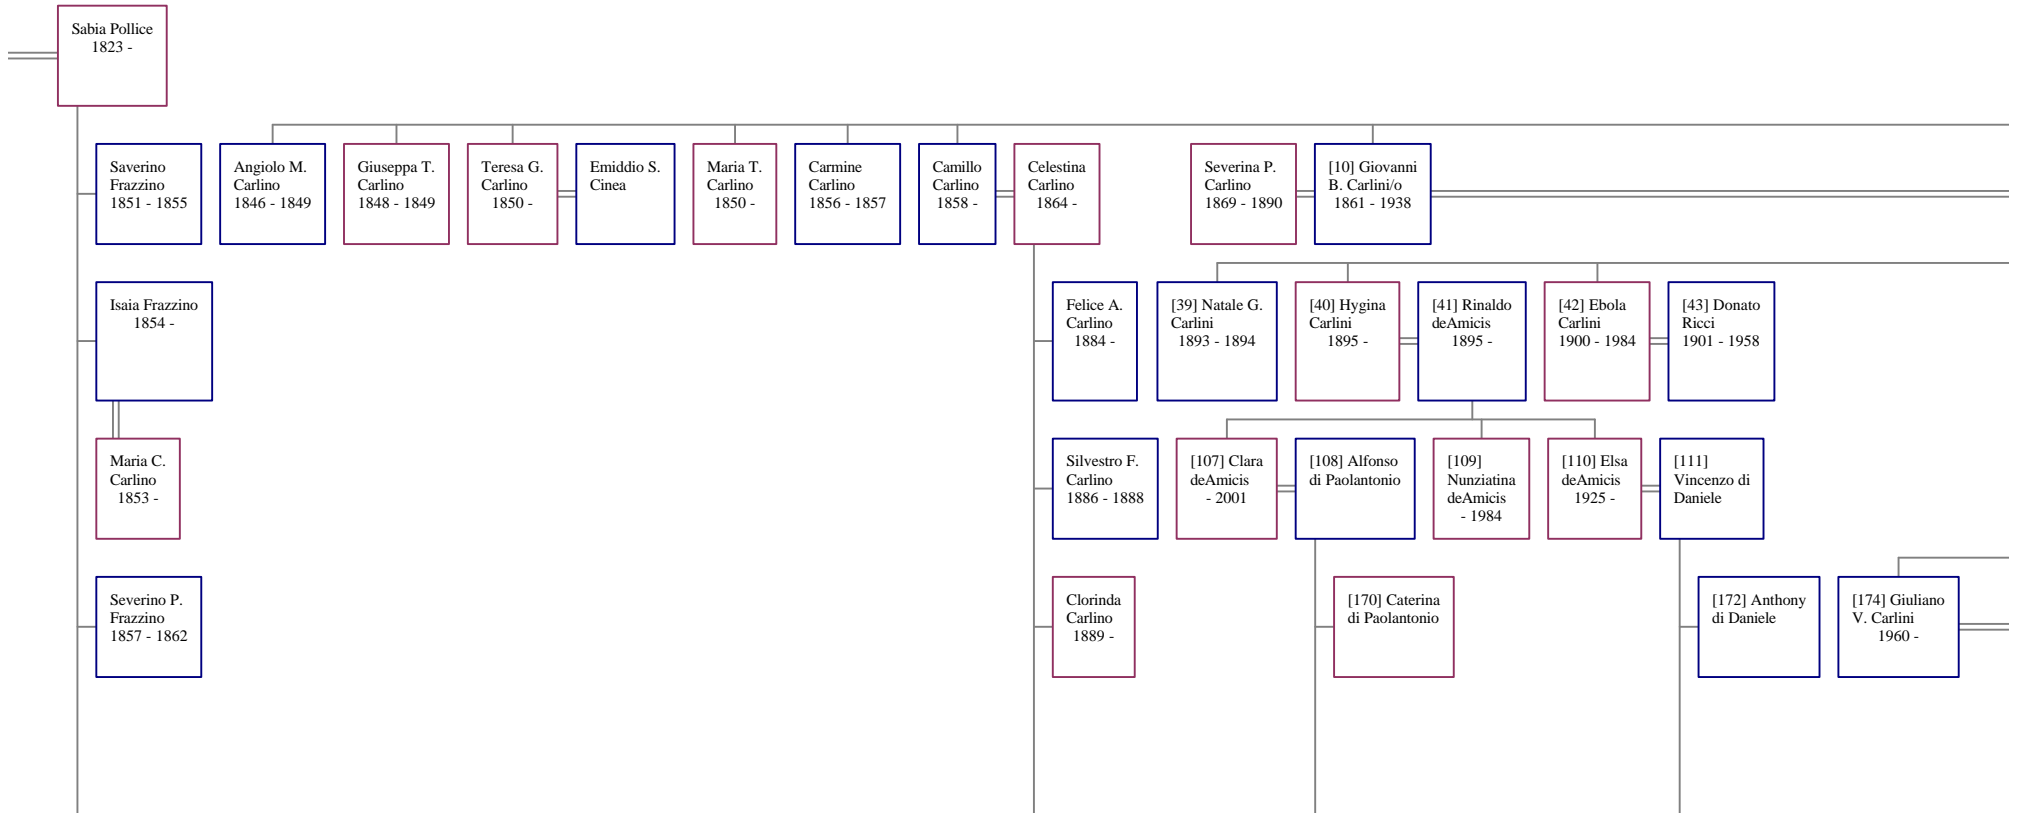 Sabia Pollice
1823 -
Saverino
Frazzino
1851 - 1855
Angiolo M.
Carlino
1846 - 1849
Giuseppa T.
Carlino
1848 - 1849
Teresa G.
Carlino
1850 -
Emiddio S.
Cinea
Maria T.
Carlino
1850 -
Carmine
Carlino
1856 - 1857
Camillo
Carlino
1858 -
Celestina
Carlino
1864 -
Severina P.
Carlino
1869 - 1890
[10] Giovanni
B. Carlini/o
1861 - 1938
Isaia Frazzino
1854 -
Felice A.
Carlino
1884 -
[39] Natale G.
Carlini
1893 - 1894
[40] Hygina
Carlini
1895 -
[41] Rinaldo
deAmicis
1895 -
[42] Ebola
Carlini
1900 - 1984
[43] Donato
Ricci
1901 - 1958
Maria C.
Carlino
1853 -
Silvestro F.
Carlino
1886 - 1888
[107] Clara
deAmicis
- 2001
[108] Alfonso
di Paolantonio
[109]
Nunziatina
deAmicis
- 1984
[110] Elsa
deAmicis
1925 -
[111]
Vincenzo di
Daniele
Severino P.
Frazzino
1857 - 1862
Clorinda
Carlino
1889 -
[170] Caterina
di Paolantonio
[172] Anthony
di Daniele
[174] Giuliano
V. Carlini
1960 -